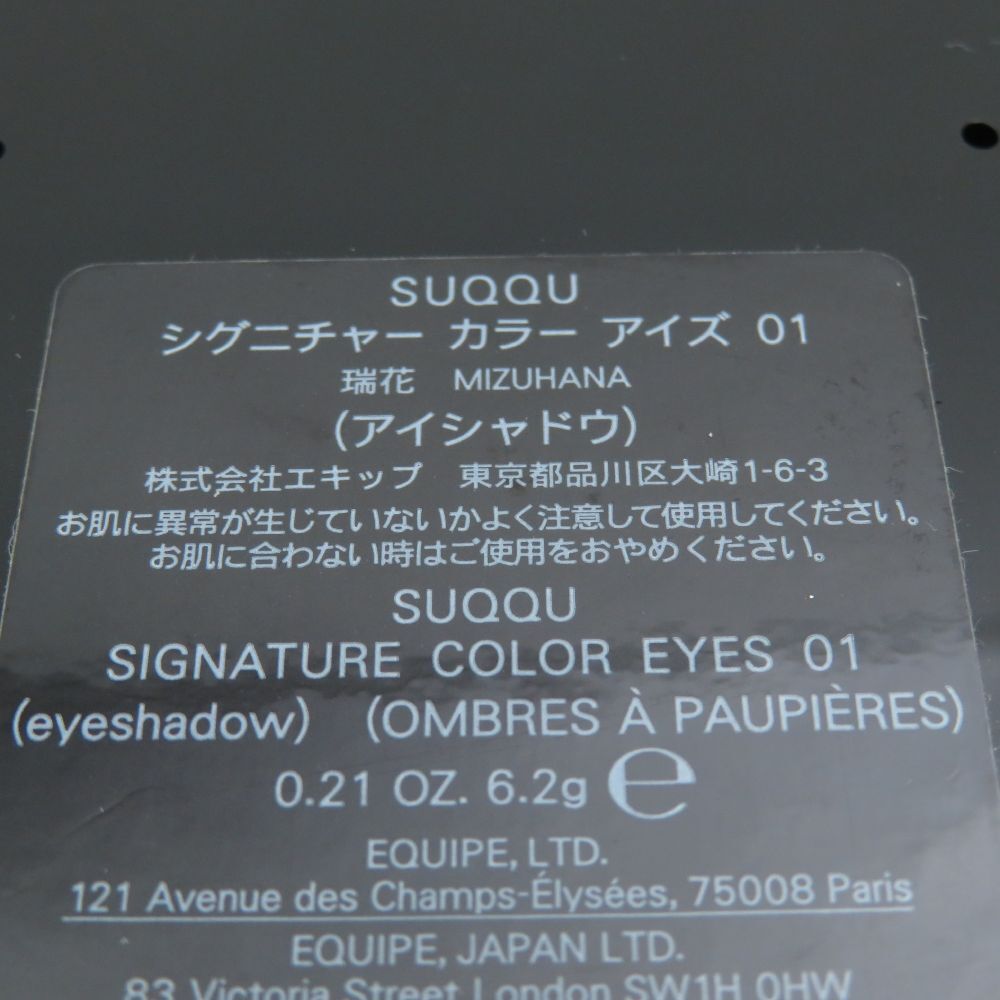 SUQQU
シグニチャー カラー アイズ 01
瑞花 MIZUHANA
(アイシャドウ)
株式会社エキップ 東京都品川区大崎1-6-3
お肌に異常が生じていないかよく注意して使用してください。
お肌に合わない時はご使用をおやめください。
SUQQU
SIGNATURE COLOR EYES 01
(eyeshadow) (OMBRES À PAUPIÈRES)
0.21 OZ. 6.2g ℮
EQUIPE, LTD.
121 Avenue des Champs-Élysées, 75008 Paris
EQUIPE, JAPAN LTD.
83 Victoria Street London SW1H 0HW